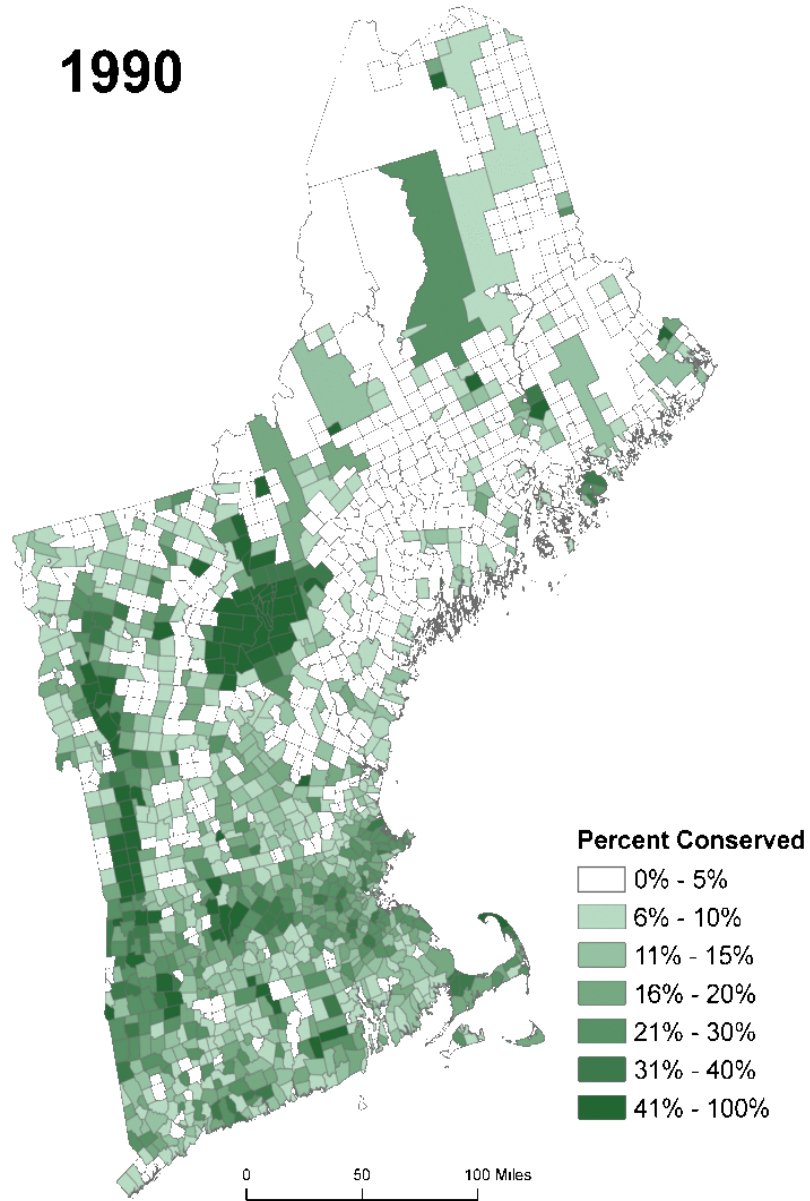 1990
Percent Conserved
0% - 5%
6% - 10%
11% - 15%
16% - 20%
21% - 30%
31% - 40%
41% - 100%
0 50 100 Miles